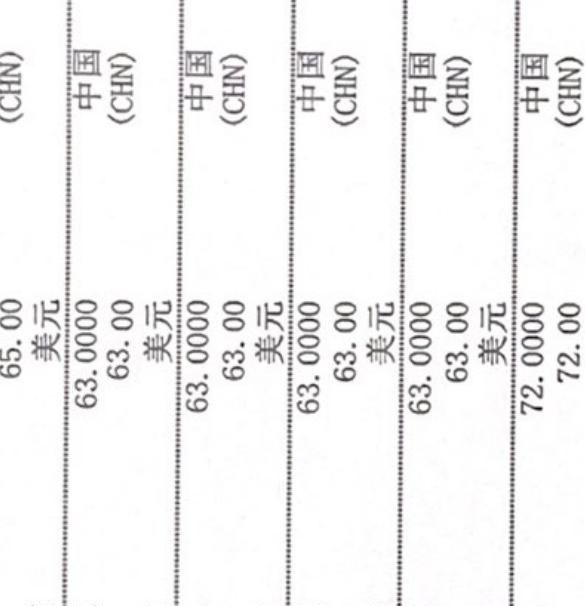 (CHN)
65.00
美元
63.0000 中国
63.00 (CHN)
美元
63.0000 中国
63.00 (CHN)
美元
63.0000 中国
63.00 (CHN)
美元
63.0000 中国
63.00 (CHN)
美元
72.0000 中国
72.00 (CHN)